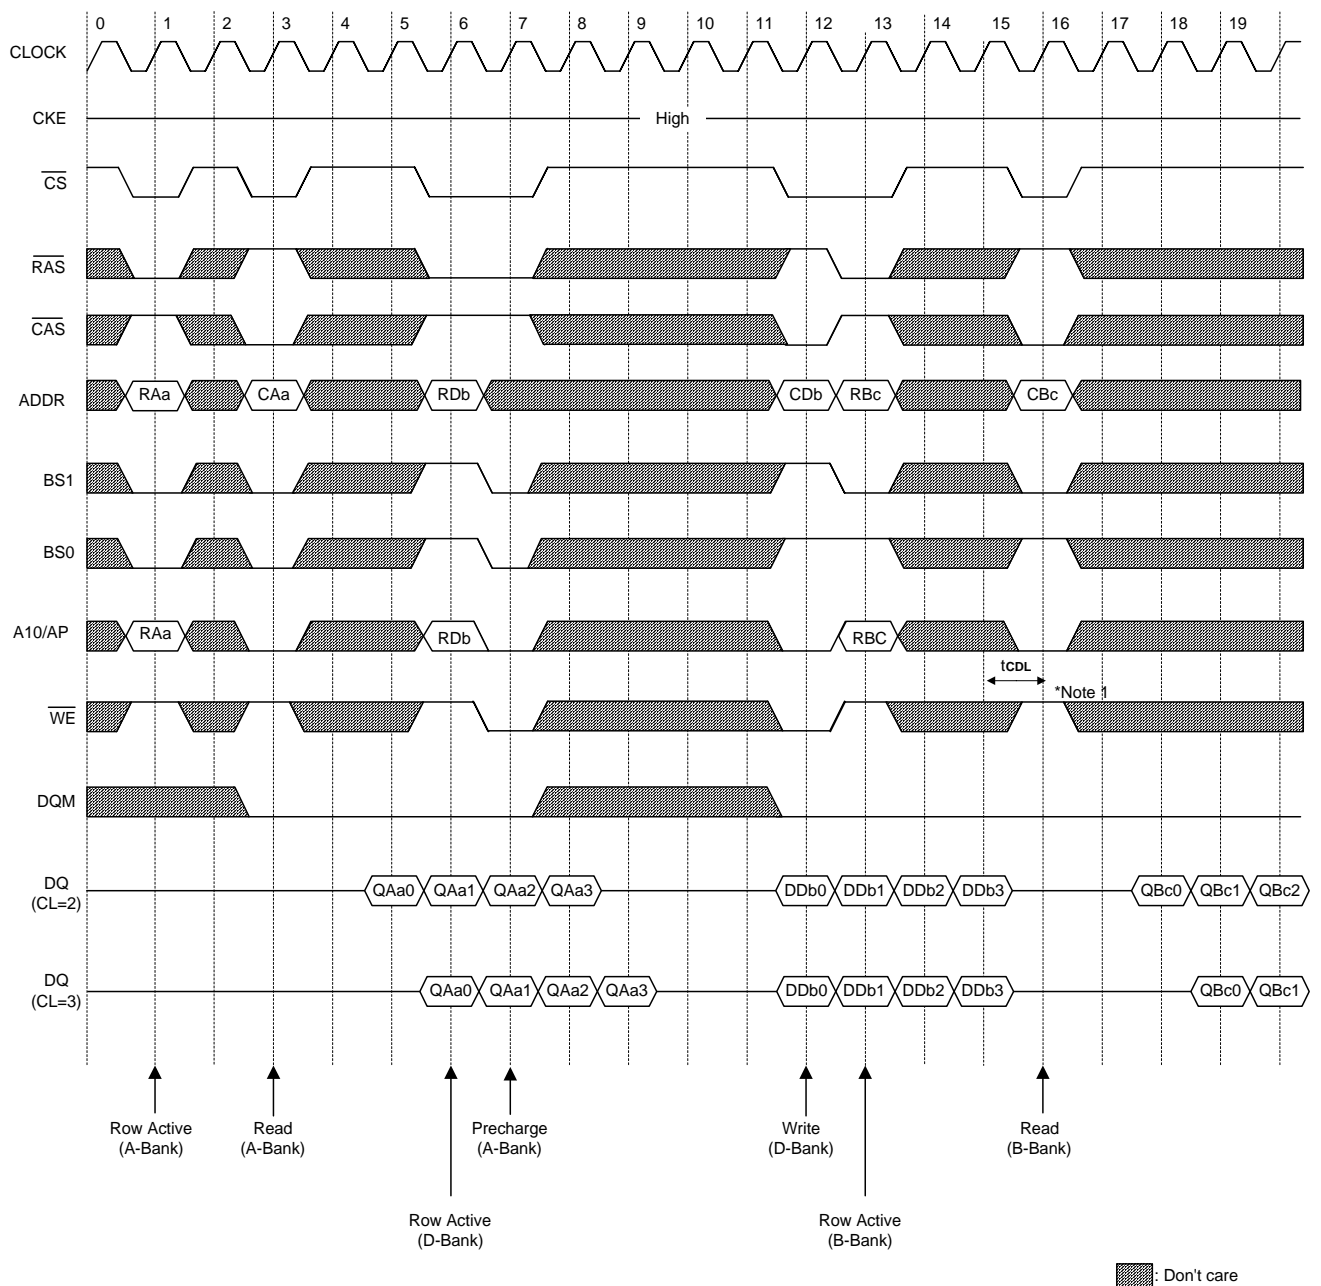 0 1 2 3 4 5 6 7 8 9 10 11 12 13 14 15 16 17 18 19
CLOCK
CKE High
CS
RAS
CAS
ADDR RAa CAa RDb CDb RBc CBc
BS1
BS0
A10/AP RAa RDb RBC
tCDL
*Note 1
WE
DQM
DQ
(CL=2)
QAa0 QAa1 QAa2 QAa3 DDb0 DDb1 DDb2 DDb3 QBc0 QBc1 QBc2
DQ
(CL=3)
QAa0 QAa1 QAa2 QAa3 DDb0 DDb1 DDb2 DDb3 QBc0 QBc1
Row Active
(A-Bank)
Read
(A-Bank)
Precharge
(A-Bank)
Write
(D-Bank)
Read
(B-Bank)
Row Active
(D-Bank)
Row Active
(B-Bank)
: Don't care